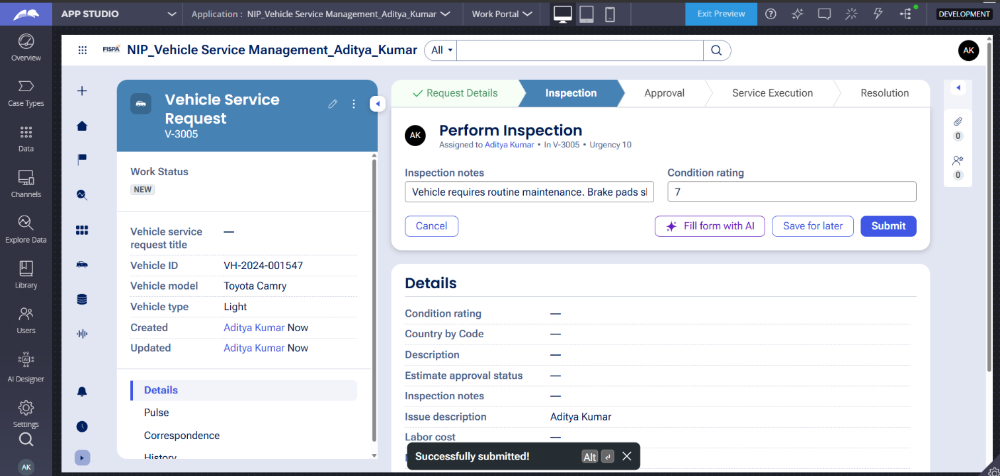 APP STUDIO
Application : NIP_Vehicle Service Management_Aditya_Kumar
Work Portal
Exit Preview
DEVELOPMENT
Overview
Case Types
Data
Channels
Explore Data
Library
Users
AI
AI Designer
Settings
AK
FISPA
NIP_Vehicle Service Management_Aditya_Kumar
All
AK
Vehicle Service
Request
V-3005
Work Status
NEW
Vehicle service
request title
—
Vehicle ID VH-2024-001547
Vehicle model Toyota Camry
Vehicle type Light
Created Aditya Kumar Now
Updated Aditya Kumar Now
Details
Pulse
Correspondence
History
Request Details
Inspection
Approval
Service Execution
Resolution
AK
Perform Inspection
Assigned to Aditya Kumar • In V-3005 • Urgency 10
Inspection notes
Vehicle requires routine maintenance. Brake pads
Condition rating
7
Cancel
Fill form with AI
Save for later
Submit
Details
Condition rating —
Country by Code —
Description —
Estimate approval status —
Inspection notes —
Issue description Aditya Kumar
Labor cost —
Successfully submitted!
Alt ↵
0
0